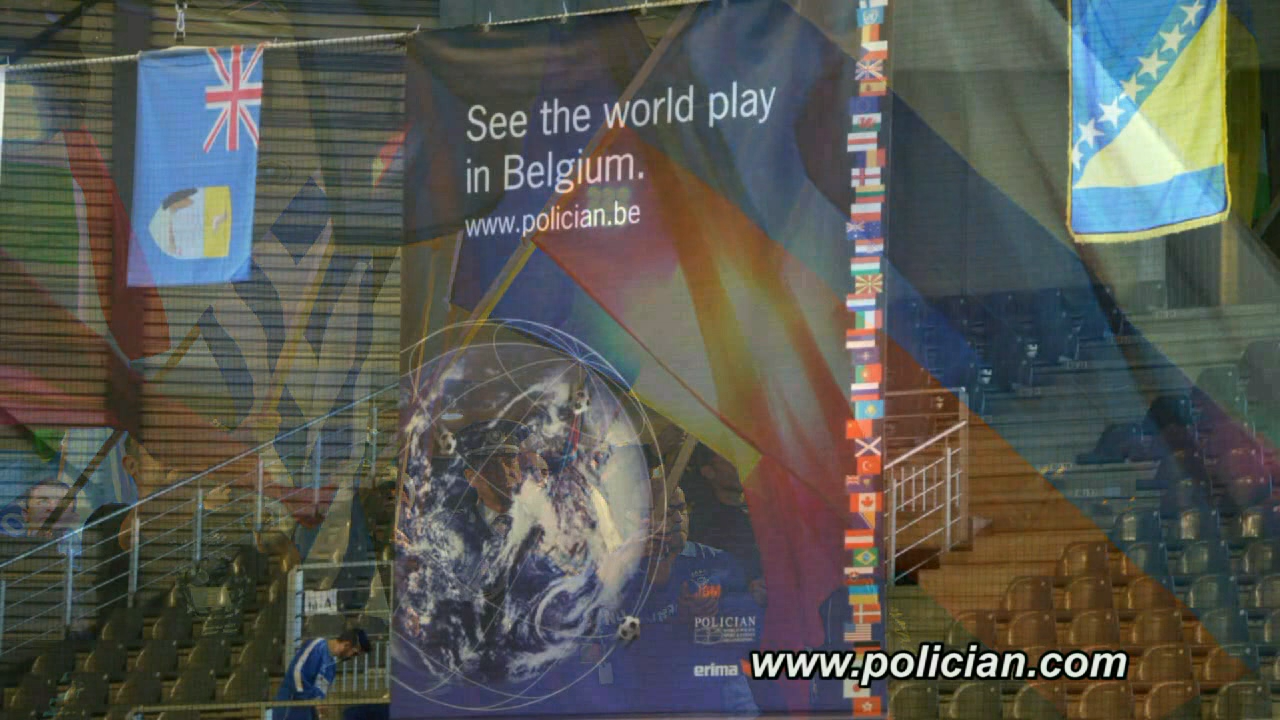 See the world play
in Belgium.
www.polician.be
POLICIAN
erima
www.polician.com